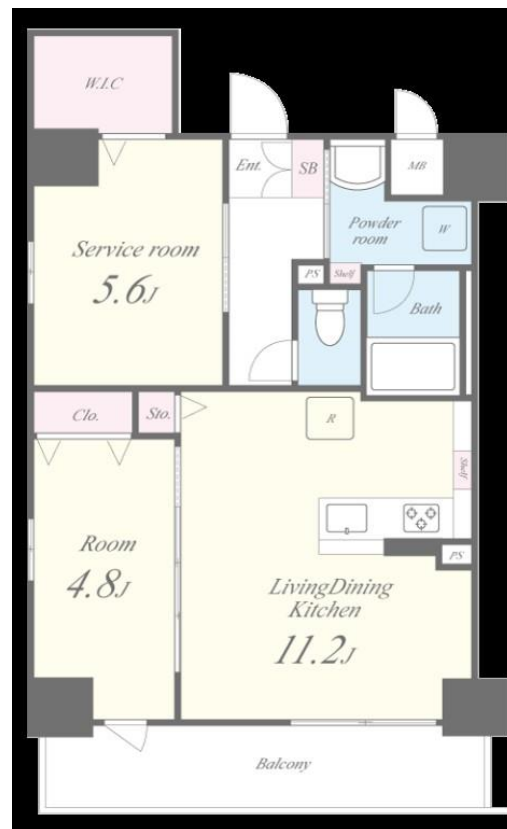 W.I.C
Ent.
SB
MB
Powder
room
W
Service room
5.6J
PS
Shelf
Bath
Clo.
Sto.
R
Shelf
Room
4.8J
PS
LivingDining
Kitchen
11.2J
Balcony